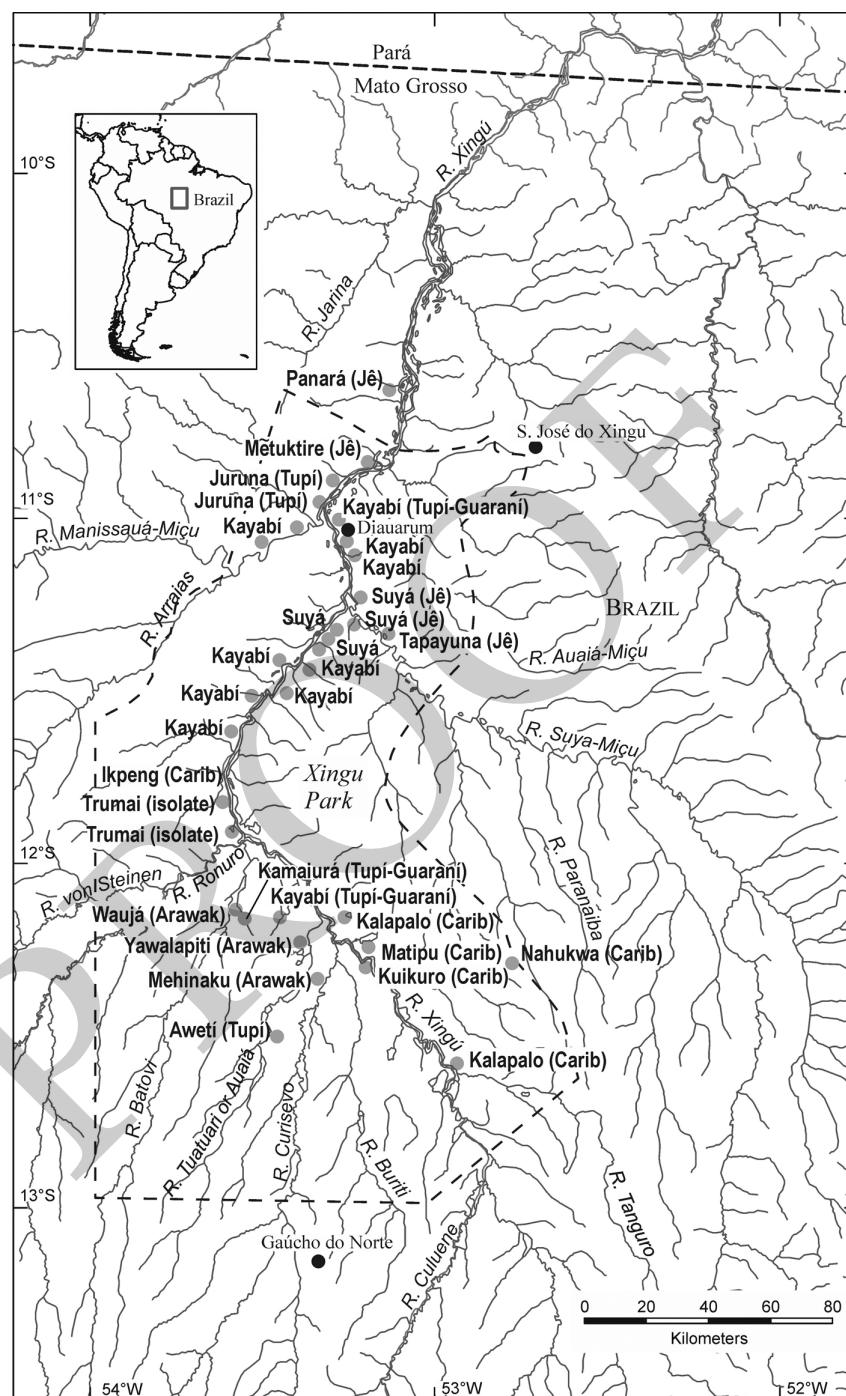 Pará
Mato Grosso
10°S
R. Xingú
Brazil
R. Jarina
Panará (Jê)
S. José do Xingu
Metuktire (Jê)
Juruna (Tupí)
Juruna (Tupí)
Kayabí (Tupí-Guaraní)
11°S
Diauarum
R. Manissauá-Miçu
Kayabí
Kayabí
Kayabí
R. Arraias
Suyá (Jê)
BRAZIL
Suyá
Suyá (Jê)
Tapayuna (Jê)
Suyá
Kayabí
Kayabí
R. Auaiá-Miçu
Kayabí
Kayabí
Kayabí
R. Suya-Miçu
Ikpeng (Carib)
Xingu
Park
Trumai (isolate)
Trumai (isolate)
12°S
R. Ronuro
R. von Steinen
R. Paranaíba
Kamaiurá (Tupí-Guaraní)
Kayabí (Tupí-Guaraní)
Waujá (Arawak)
Kalapalo (Carib)
Yawalapiti (Arawak)
Matipu (Carib)
Nahukwa (Carib)
Kuikuro (Carib)
Mehinaku (Arawak)
R. Xingú
Awetí (Tupí)
Kalapalo (Carib)
R. Batovi
R. Tuatuari or Auaiá
R. Curisevo
R. Buriti
R. Tanguro
13°S
Gaúcho do Norte
R. Culuene
0 20 40 60 80
Kilometers
54°W
53°W
52°W
PROOF